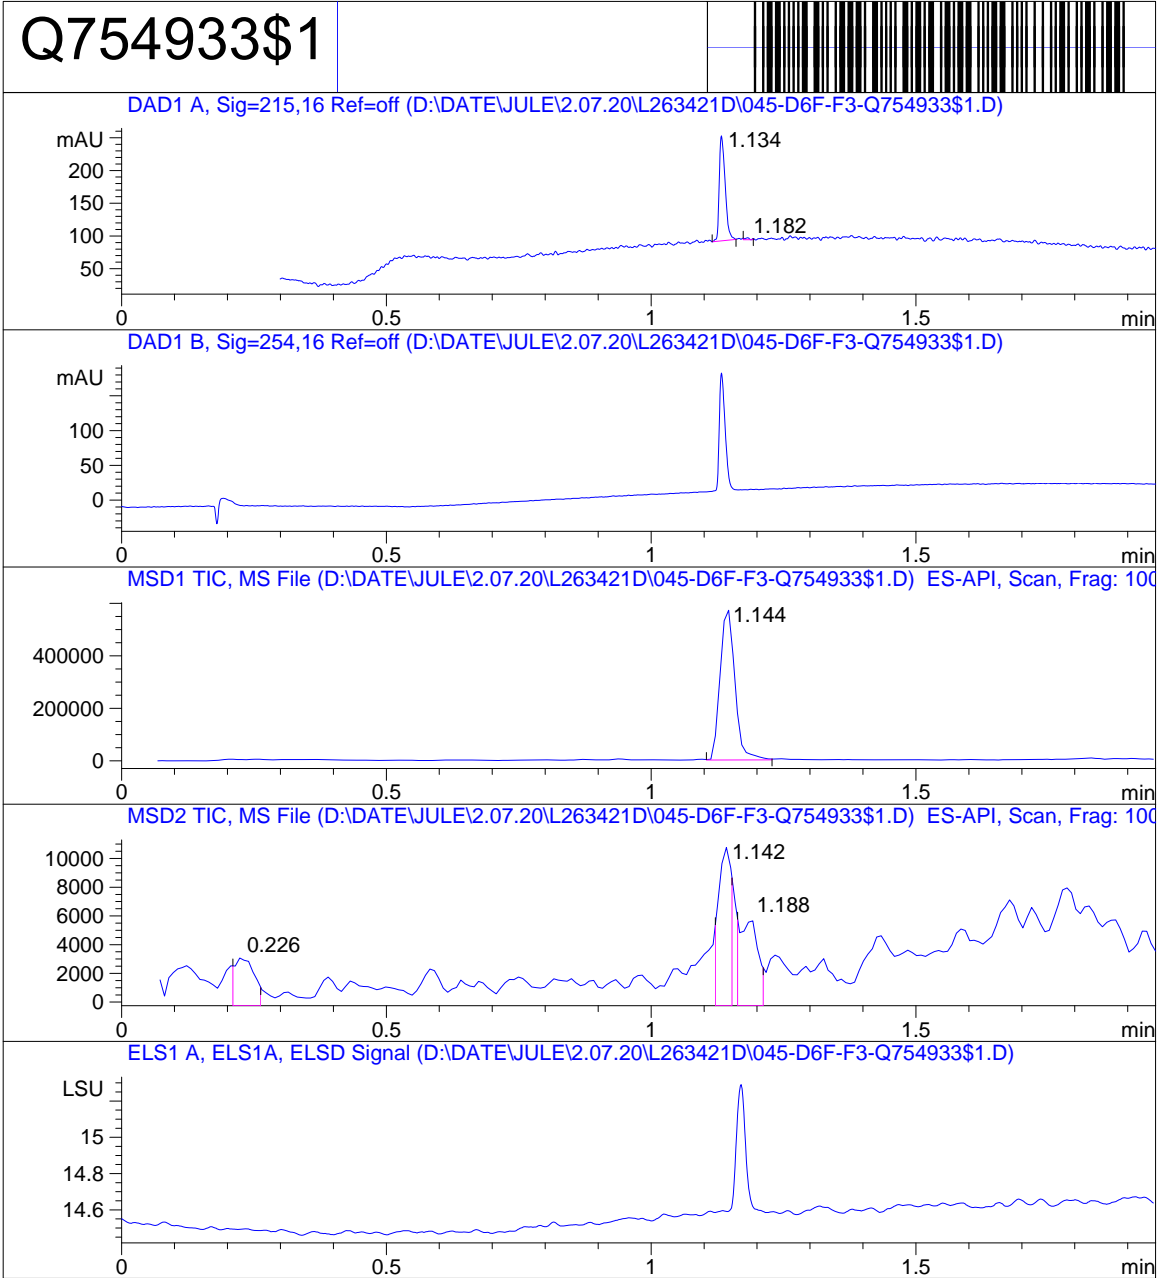 Q754933$1
DAD1 A, Sig=215,16 Ref=off (D:\DATE\JULE\2.07.20\L263421D\045-D6F-F3-Q754933$1.D)
mAU
200
150
100
50
1.134
1.182
0 0.5 1 1.5 min
DAD1 B, Sig=254,16 Ref=off (D:\DATE\JULE\2.07.20\L263421D\045-D6F-F3-Q754933$1.D)
mAU
100
50
0
0 0.5 1 1.5 min
MSD1 TIC, MS File (D:\DATE\JULE\2.07.20\L263421D\045-D6F-F3-Q754933$1.D) ES-API, Scan, Frag: 100
400000
200000
0
1.144
0 0.5 1 1.5 min
MSD2 TIC, MS File (D:\DATE\JULE\2.07.20\L263421D\045-D6F-F3-Q754933$1.D) ES-API, Scan, Frag: 100
10000
8000
6000
4000
2000
0
0.226
1.142
1.188
0 0.5 1 1.5 min
ELS1 A, ELS1A, ELSD Signal (D:\DATE\JULE\2.07.20\L263421D\045-D6F-F3-Q754933$1.D)
LSU
15
14.8
14.6
0 0.5 1 1.5 min